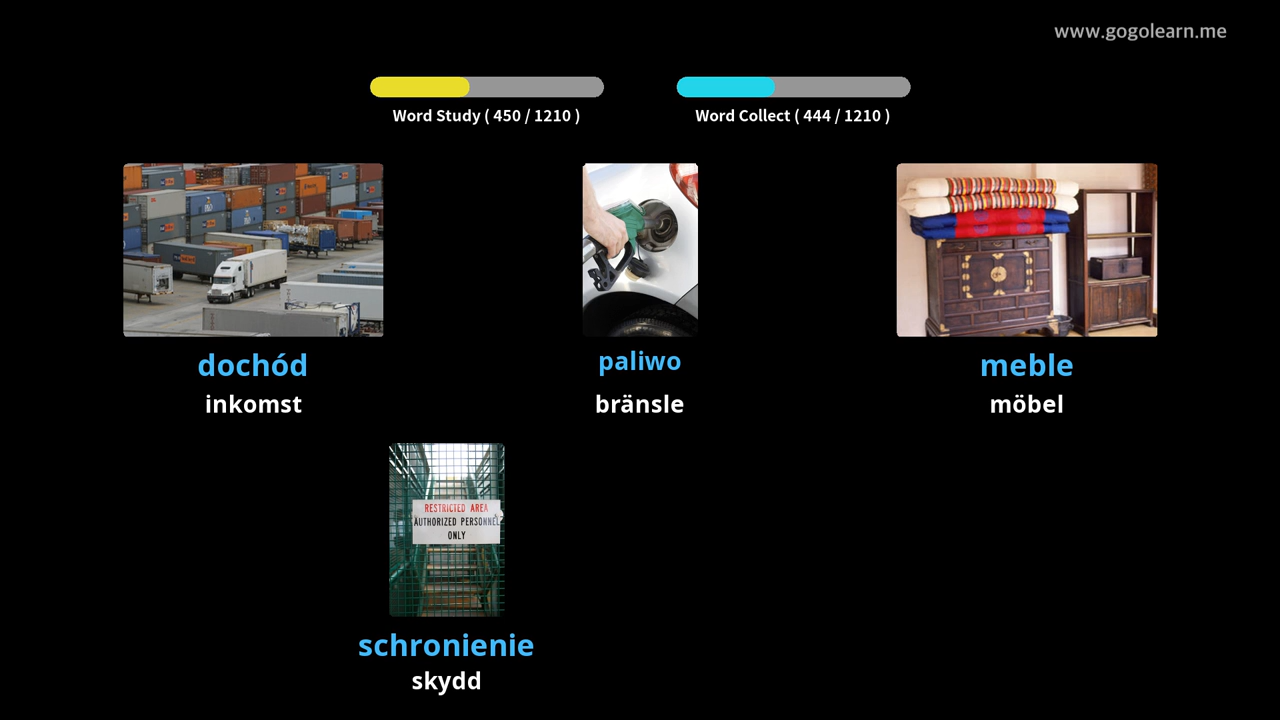 www.gogolearn.me
Word Study ( 450 / 1210 )
Word Collect ( 444 / 1210 )
dochód
inkomst
paliwo
bränsle
meble
möbel
RESTRICTED AREA
AUTHORIZED PERSONNEL
ONLY
schronienie
skydd